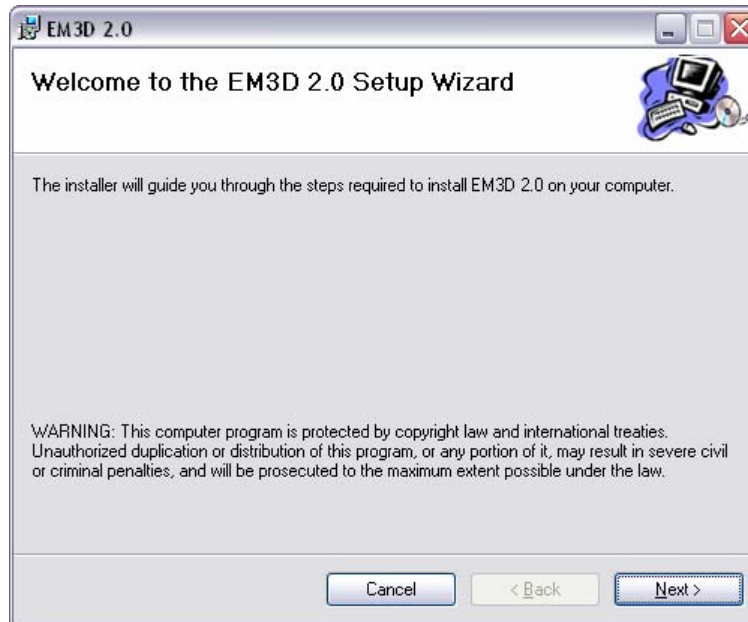 EM3D 2.0
Welcome to the EM3D 2.0 Setup Wizard
The installer will guide you through the steps required to install EM3D 2.0 on your computer.
WARNING: This computer program is protected by copyright law and international treaties.
Unauthorized duplication or distribution of this program, or any portion of it, may result in severe civil
or criminal penalties, and will be prosecuted to the maximum extent possible under the law.
Cancel
< Back
Next >